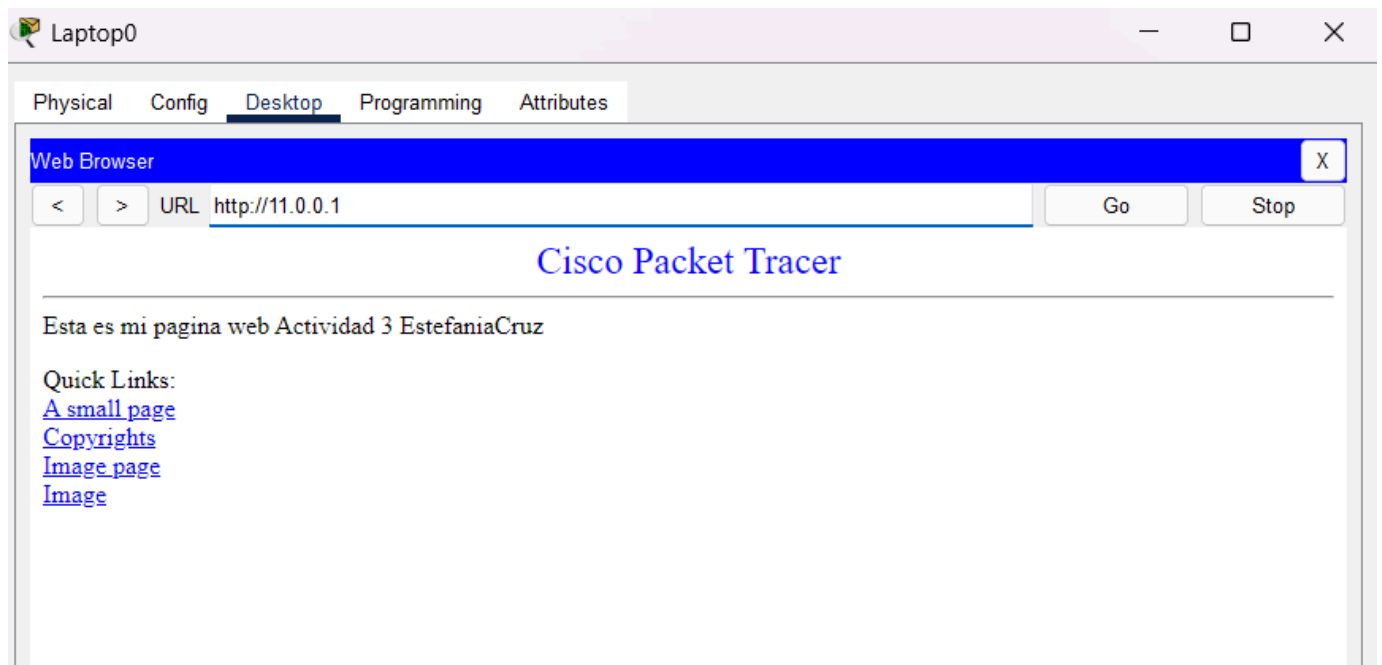 Laptop0
Physical Config Desktop Programming Attributes
Web Browser X
< > URL http://11.0.0.1 Go Stop
Cisco Packet Tracer
Esta es mi pagina web Actividad 3 EstefaniaCruz
Quick Links:
A small page
Copyrights
Image page
Image